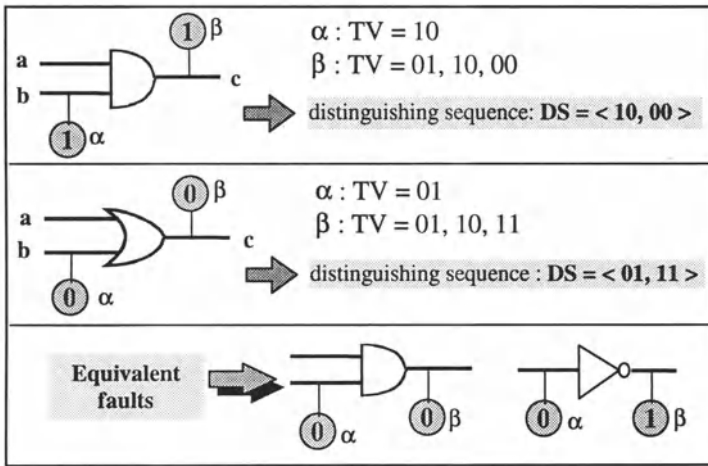 1 β
a
b
c
1 α
α : TV = 10
β : TV = 01, 10, 00
distinguishing sequence: DS = < 10, 00 >
0 β
a
b
c
0 α
α : TV = 01
β : TV = 01, 10, 11
distinguishing sequence : DS = < 01, 11 >
Equivalent
faults
0 α
0 β
0 α
1 β